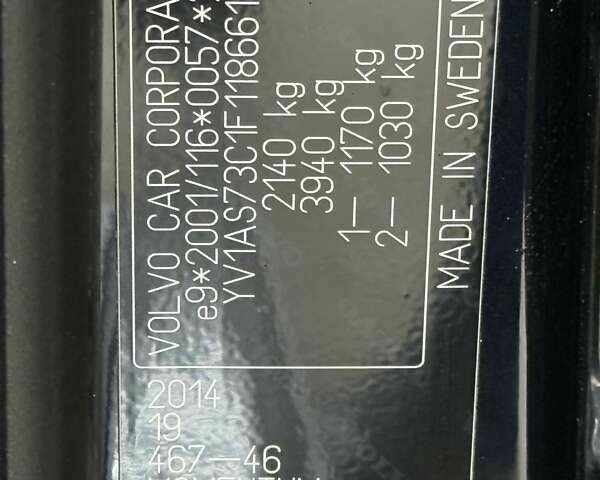 VOLVO CAR CORPORA
e9*2001/116*0057*
YV1AS73C1F118661
2140 kg
3940 kg
1— 1170 kg
2— 1030 kg
MADE IN SWEDEN
2014
19
467—46